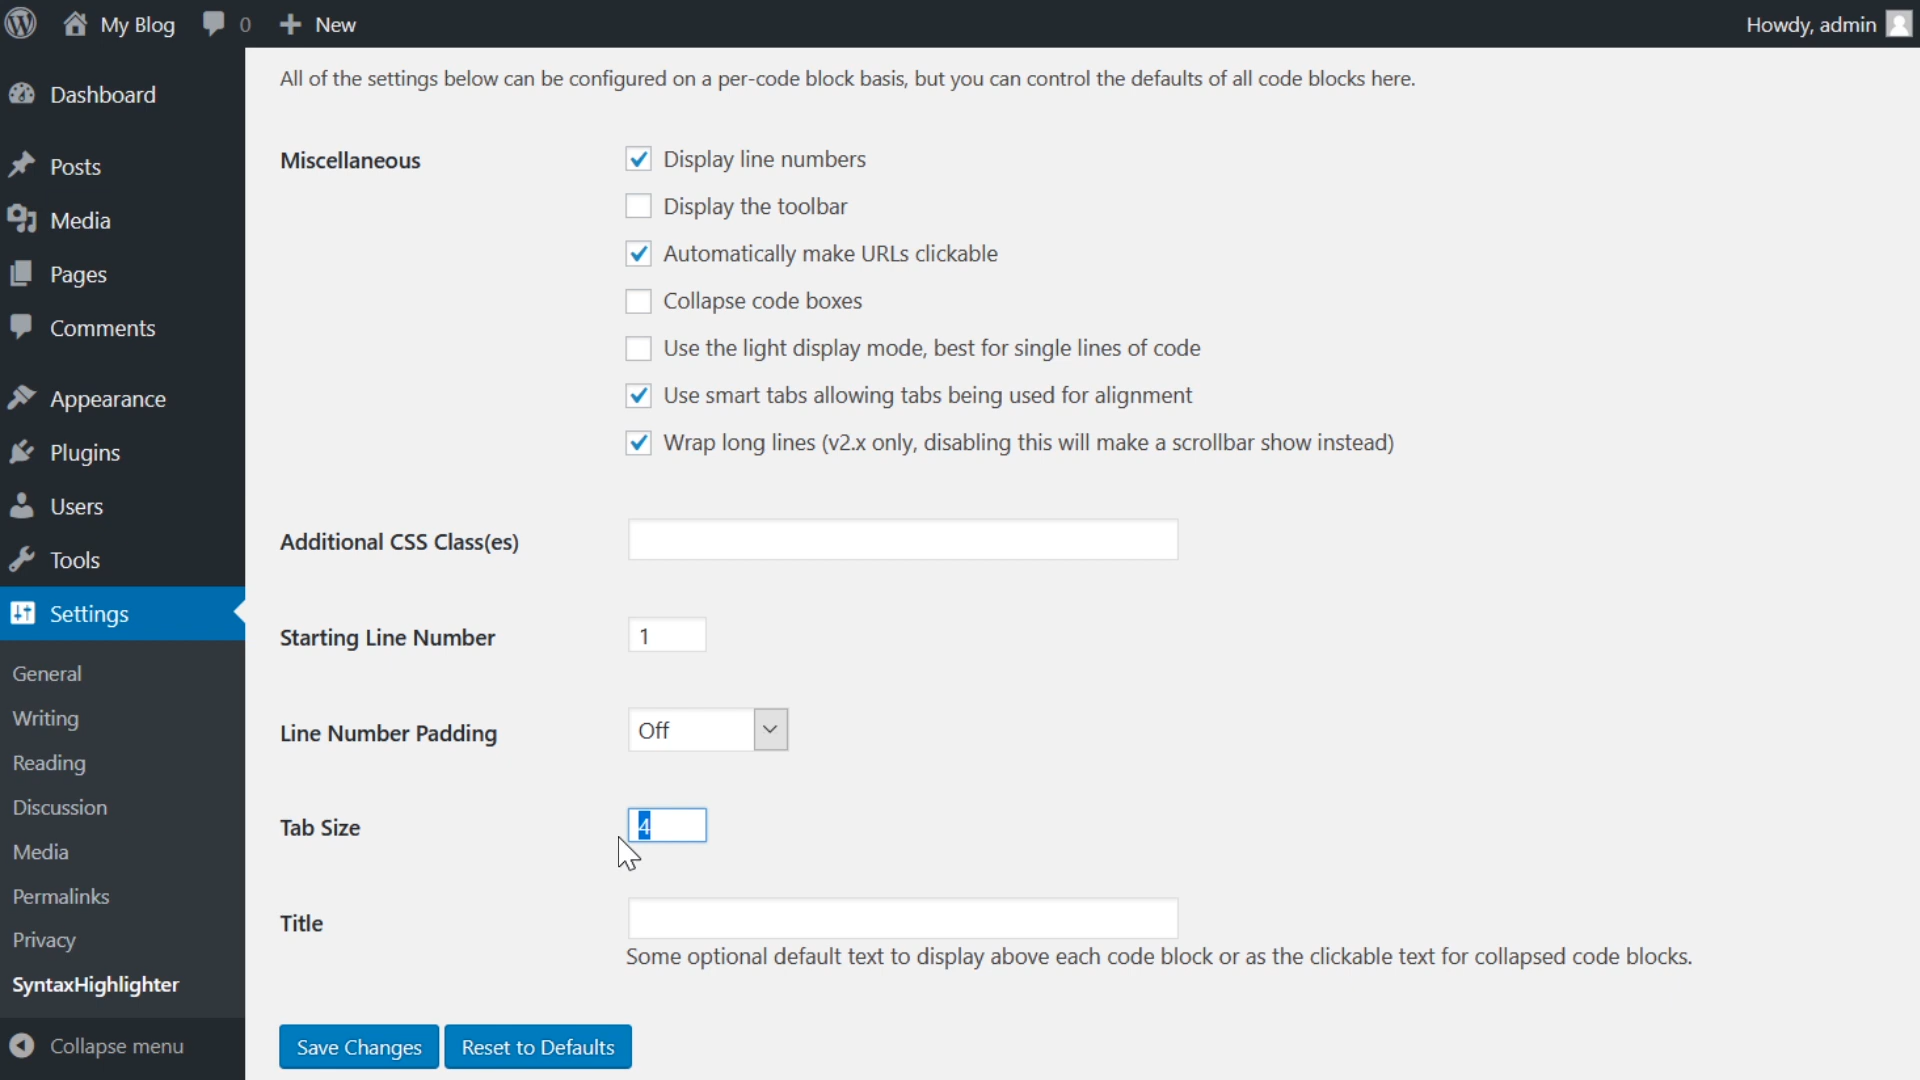 My Blog 0 New Howdy, admin
Dashboard
Posts
Media
Pages
Comments
Appearance
Plugins
Users
Tools
Settings
General
Writing
Reading
Discussion
Media
Permalinks
Privacy
SyntaxHighlighter
Collapse menu
All of the settings below can be configured on a per-code block basis, but you can control the defaults of all code blocks here.
Miscellaneous
Display line numbers
Display the toolbar
Automatically make URLs clickable
Collapse code boxes
Use the light display mode, best for single lines of code
Use smart tabs allowing tabs being used for alignment
Wrap long lines (v2.x only, disabling this will make a scrollbar show instead)
Additional CSS Class(es)
Starting Line Number 1
Line Number Padding Off
Tab Size 4
Title
Some optional default text to display above each code block or as the clickable text for collapsed code blocks.
Save Changes Reset to Defaults